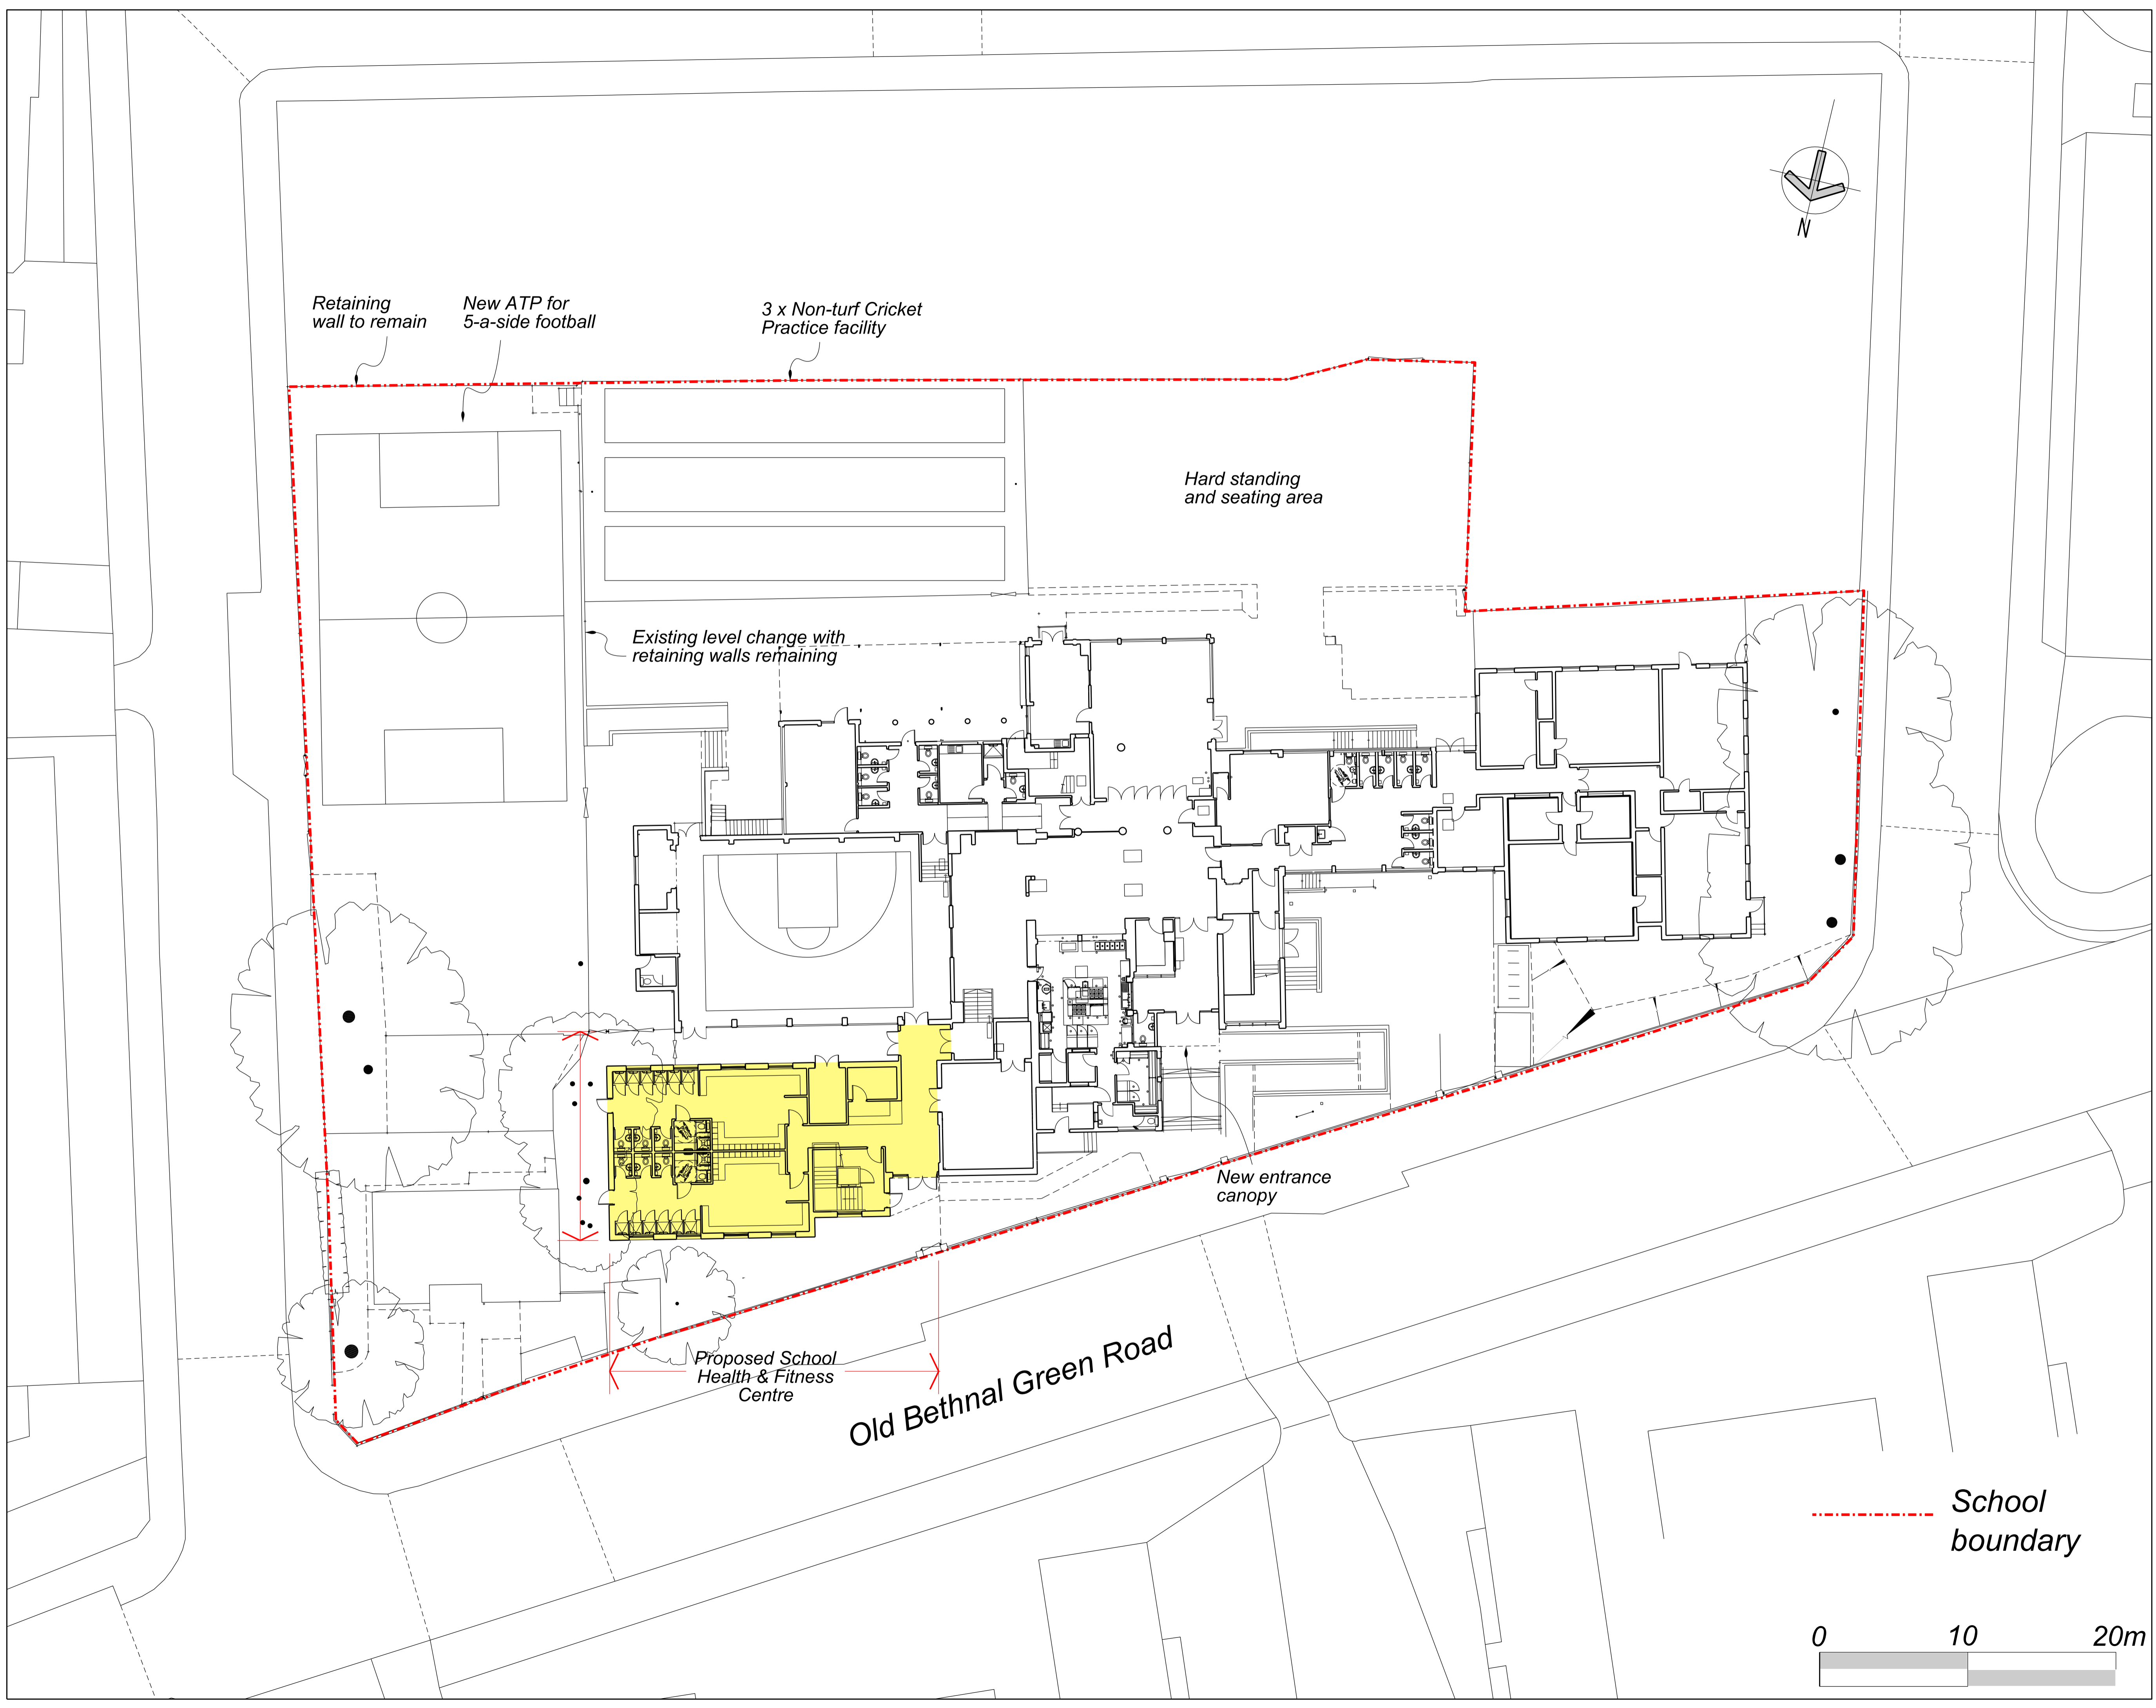 N
Retaining
wall to remain
New ATP for
5-a-side football
3 x Non-turf Cricket
Practice facility
Hard standing
and seating area
Existing level change with
retaining walls remaining
New entrance
canopy
Proposed School
Health & Fitness
Centre
Old Bethnal Green Road
School
boundary
0 10 20m